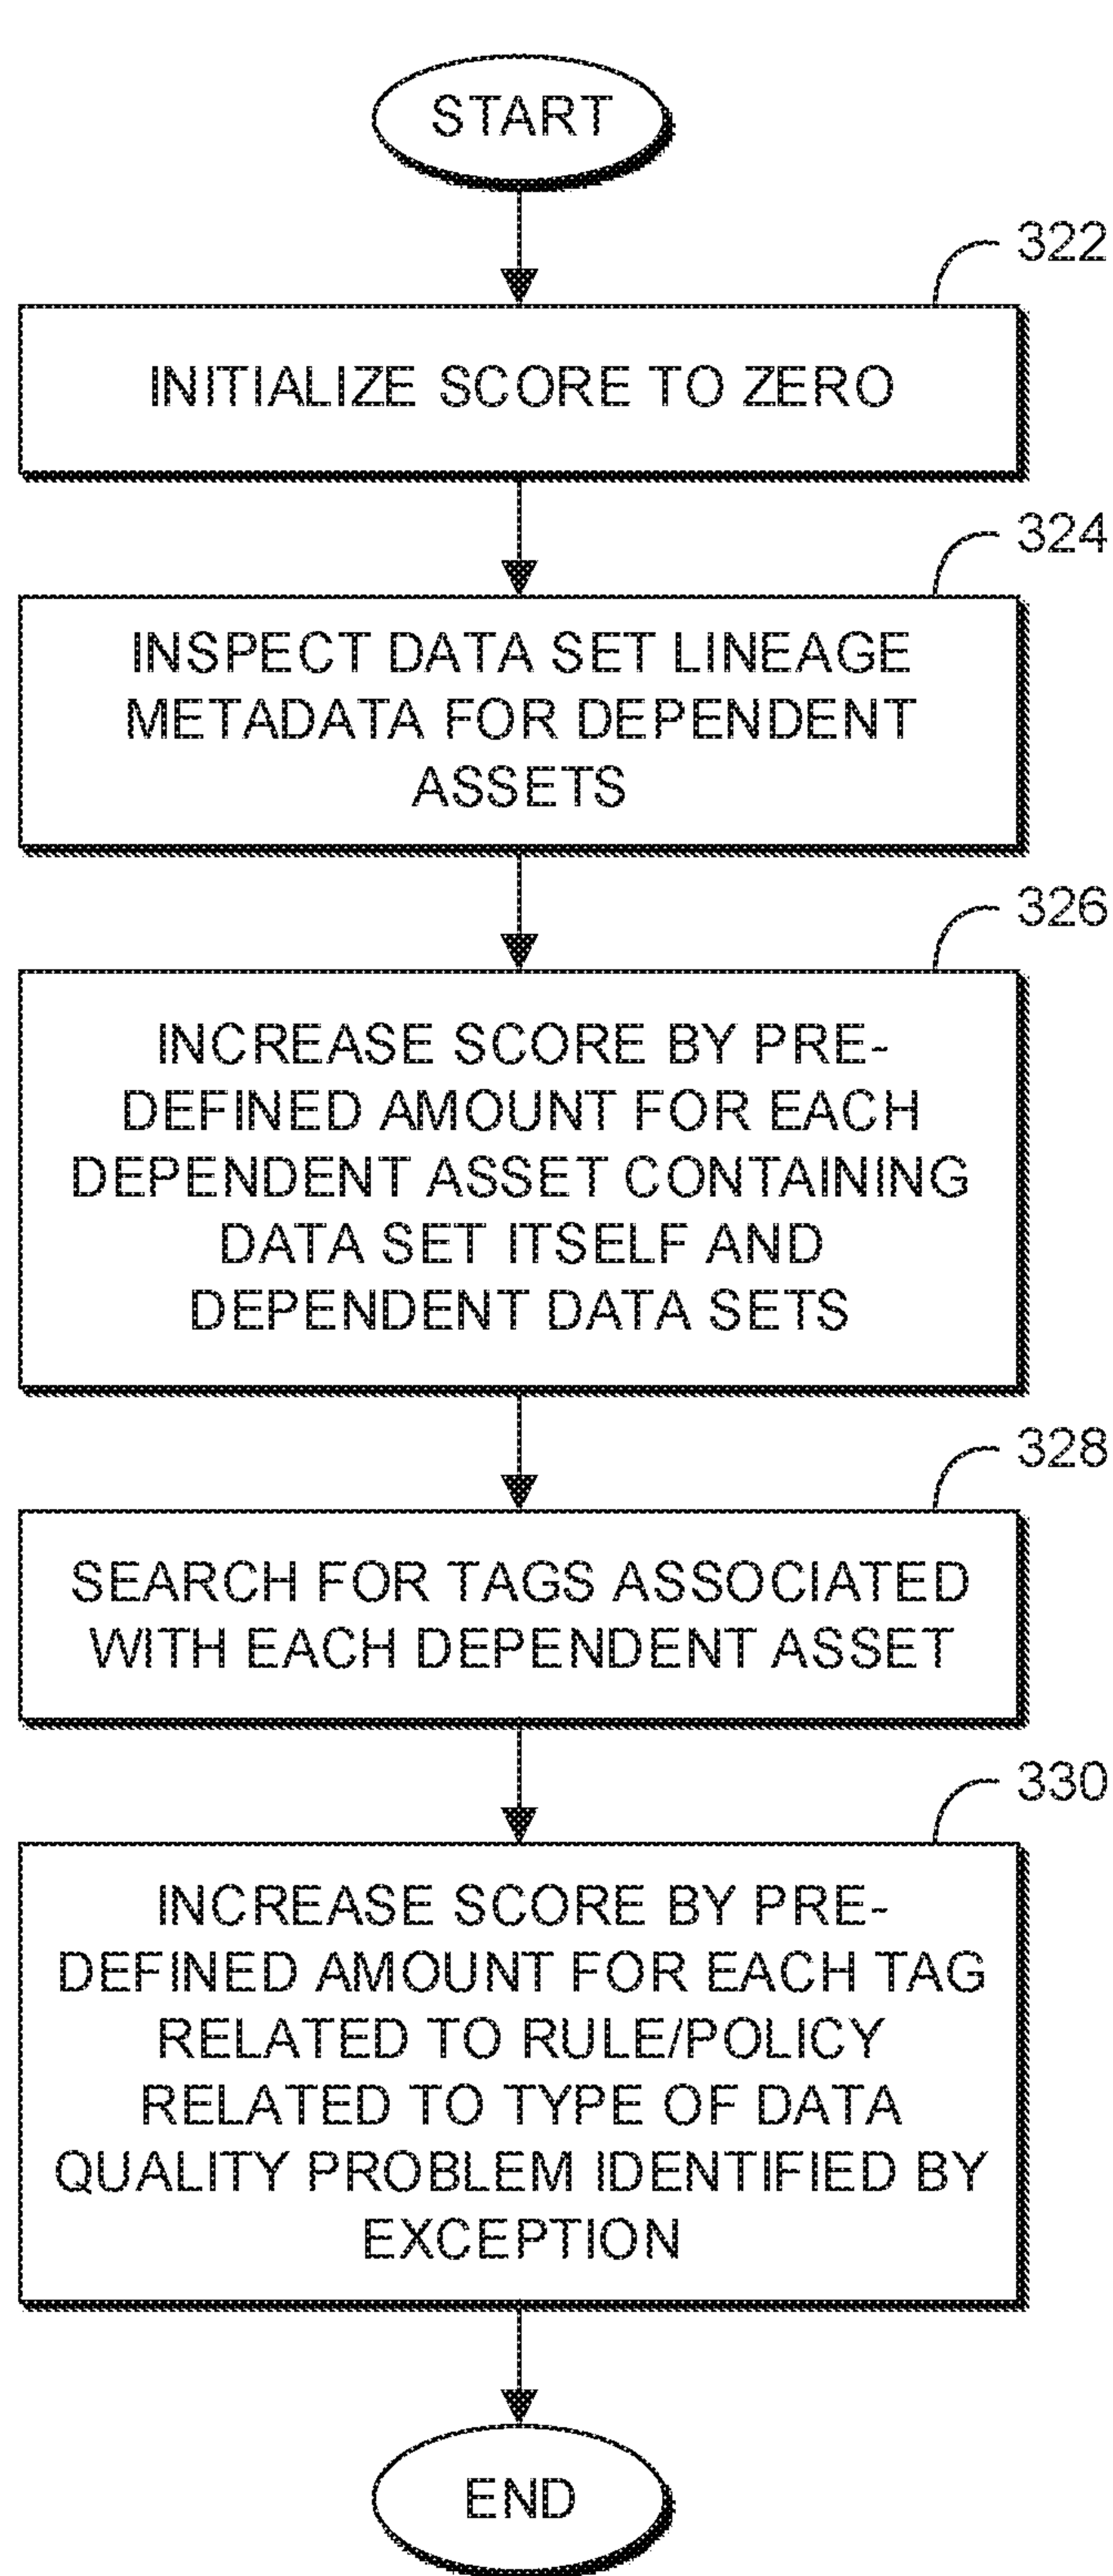 START
322
INITIALIZE SCORE TO ZERO
324
INSPECT DATA SET LINEAGE
METADATA FOR DEPENDENT
ASSETS
326
INCREASE SCORE BY PRE-
DEFINED AMOUNT FOR EACH
DEPENDENT ASSET CONTAINING
DATA SET ITSELF AND
DEPENDENT DATA SETS
328
SEARCH FOR TAGS ASSOCIATED
WITH EACH DEPENDENT ASSET
330
INCREASE SCORE BY PRE-
DEFINED AMOUNT FOR EACH TAG
RELATED TO RULE/POLICY
RELATED TO TYPE OF DATA
QUALITY PROBLEM IDENTIFIED BY
EXCEPTION
END